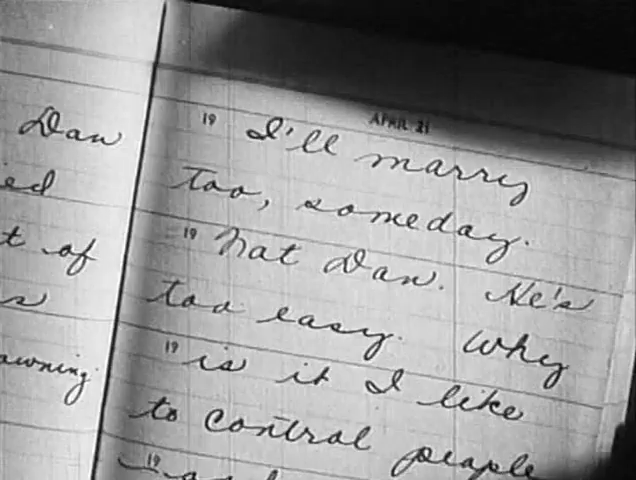 Dan
ed
t of
s
awning.
APRIL 21
19 I'll marry
too, someday.
19 Not Dan. He's
too easy. Why
19 is it I like
to control people
19